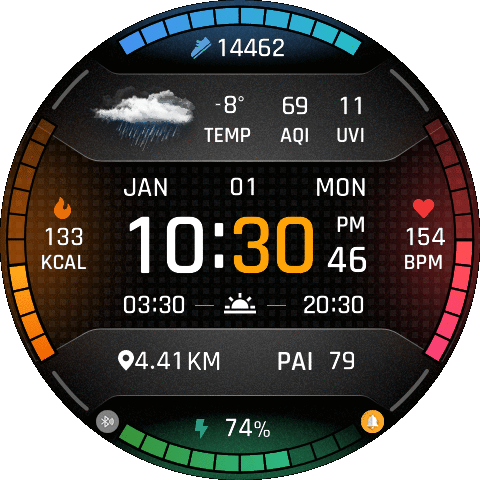 14462
-8° 69 11
TEMP AQI UVI
JAN 01 MON
133 KCAL
10:30 PM 46
154 BPM
03:30 20:30
4.41KM PAI 79
74%